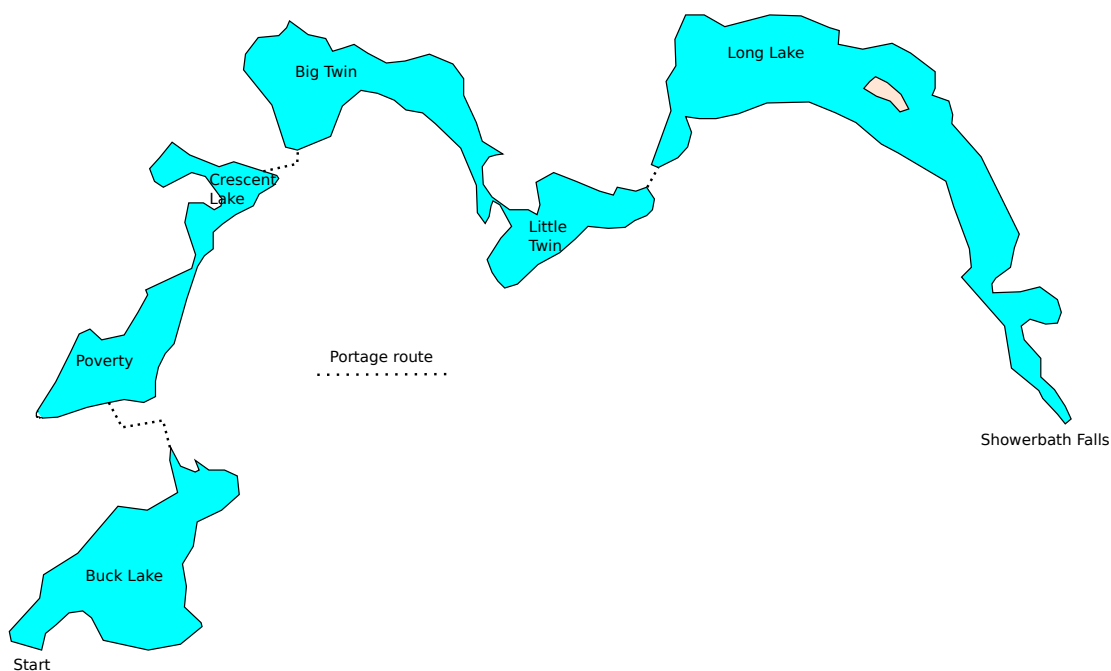 Long Lake
Big Twin
Crescent
Lake
Little
Twin
Portage route
Poverty
Showerbath Falls
Buck Lake
Start